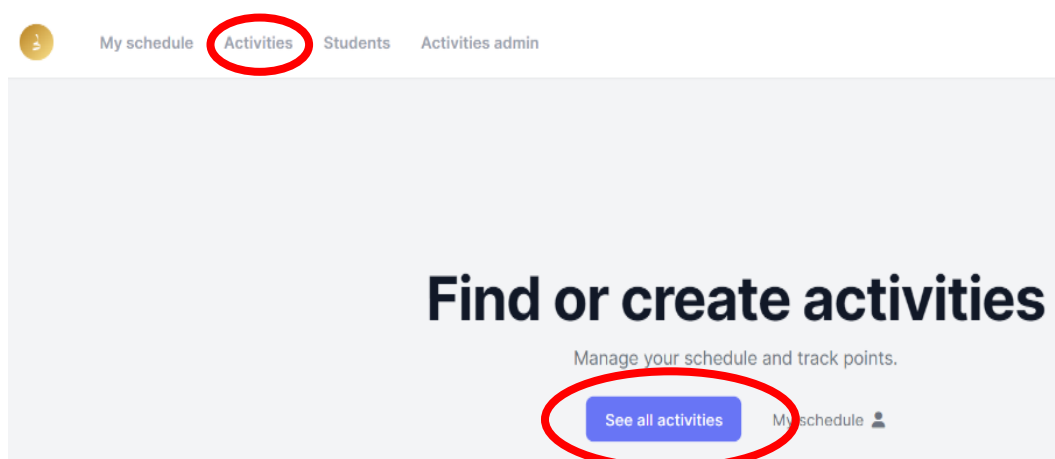 My schedule Activities Students Activities admin
Find or create activities
Manage your schedule and track points.
See all activities My schedule